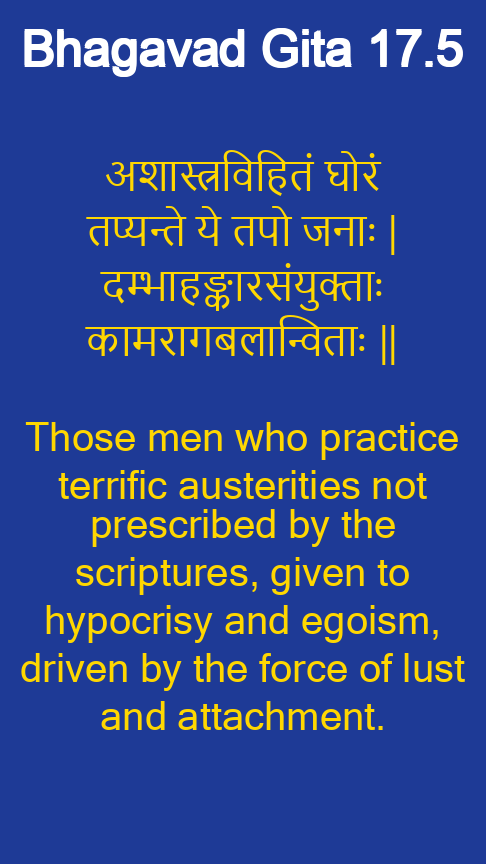 Bhagavad Gita 17.5
अशास्त्रविहितं घोरं
तप्यन्ते ये तपो जनाः |
दम्भाहङ्कारसंयुक्ताः
कामरागबलान्विताः ||
Those men who practice
terrific austerities not
prescribed by the
scriptures, given to
hypocrisy and egoism,
driven by the force of lust
and attachment.